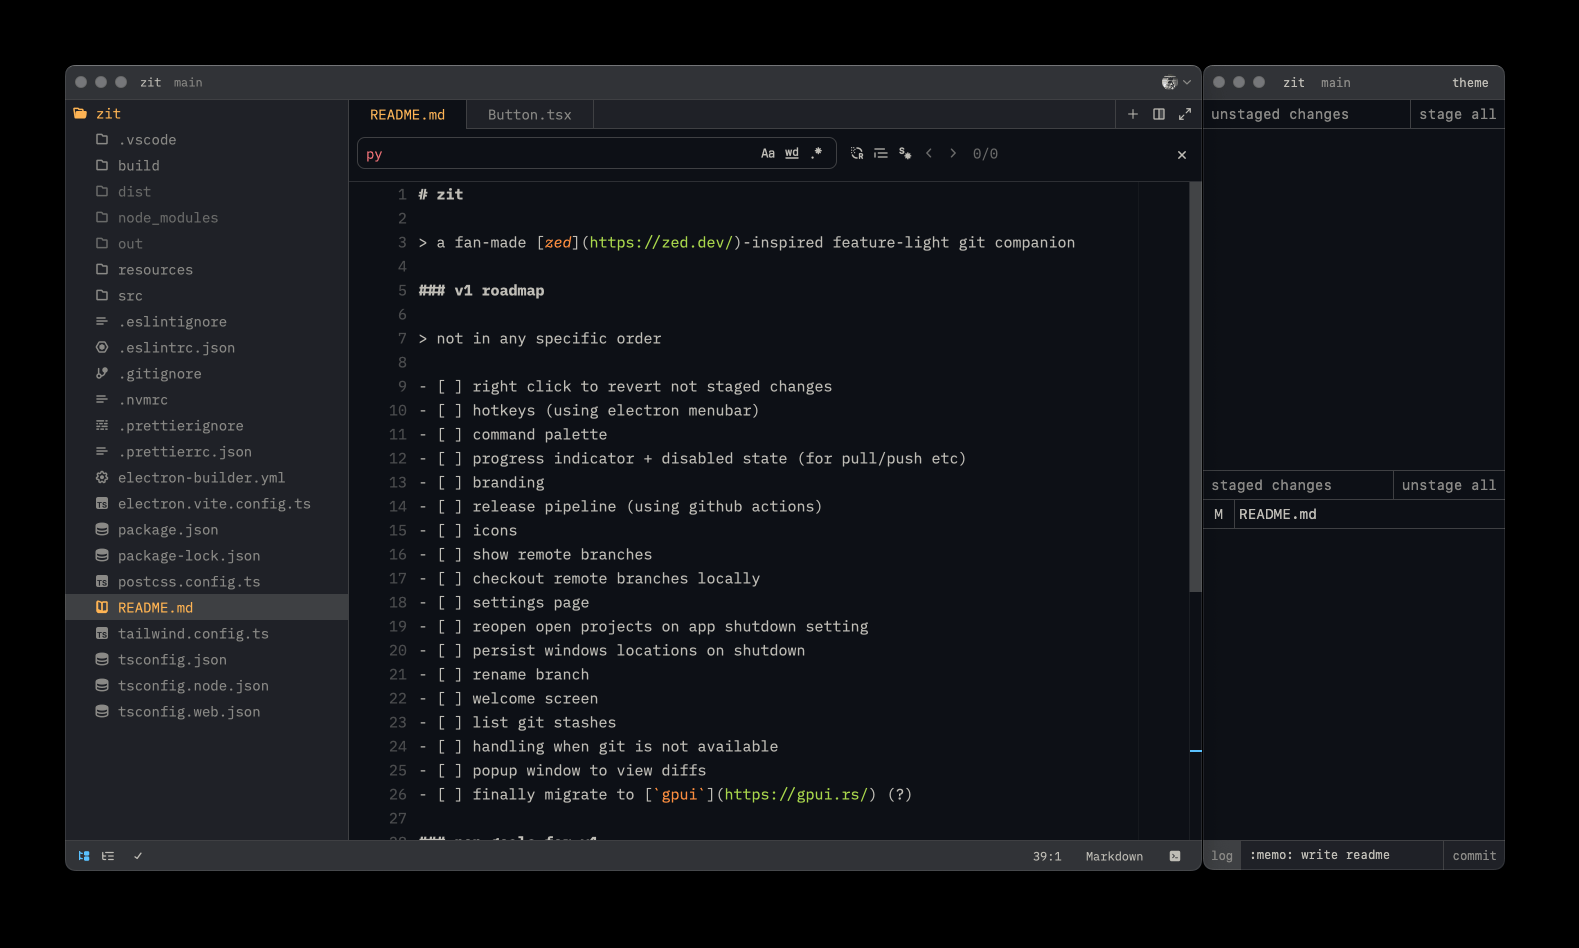 zit main
zit
.vscode
build
dist
node_modules
out
resources
src
.eslintignore
.eslintrc.json
.gitignore
.nvmrc
.prettierignore
.prettierrc.json
electron-builder.yml
electron.vite.config.ts
package.json
package-lock.json
postcss.config.ts
README.md
tailwind.config.ts
tsconfig.json
tsconfig.node.json
tsconfig.web.json
README.md Button.tsx
py Aa wd .* 0/0
1 # zit
2
3 > a fan-made [zed](https://zed.dev/)-inspired feature-light git companion
4
5 ### v1 roadmap
6
7 > not in any specific order
8
9 - [ ] right click to revert not staged changes
10 - [ ] hotkeys (using electron menubar)
11 - [ ] command palette
12 - [ ] progress indicator + disabled state (for pull/push etc)
13 - [ ] branding
14 - [ ] release pipeline (using github actions)
15 - [ ] icons
16 - [ ] show remote branches
17 - [ ] checkout remote branches locally
18 - [ ] settings page
19 - [ ] reopen open projects on app shutdown setting
20 - [ ] persist windows locations on shutdown
21 - [ ] rename branch
22 - [ ] welcome screen
23 - [ ] list git stashes
24 - [ ] handling when git is not available
25 - [ ] popup window to view diffs
26 - [ ] finally migrate to [`gpui`](https://gpui.rs/) (?)
27
39:1 Markdown
zit main theme
unstaged changes stage all
staged changes unstage all
M README.md
log :memo: write readme commit